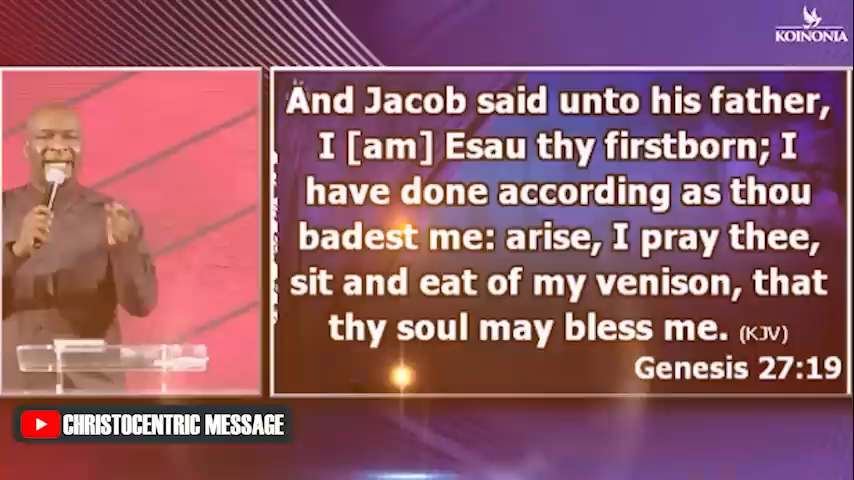 KOINONIA
And Jacob said unto his father,
I [am] Esau thy firstborn; I
have done according as thou
badest me: arise, I pray thee,
sit and eat of my venison, that
thy soul may bless me. (KJV)
Genesis 27:19
CHRISTOCENTRIC MESSAGE